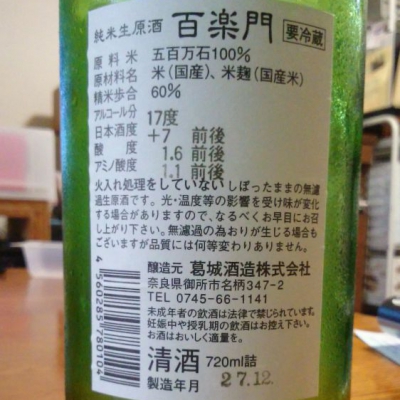 純米生原酒 百楽門 要冷蔵
原料米 五百万石100%
原材料名 米(国産)、米麹(国産米)
精米歩合 60%
アルコール分 17度
日本酒度 +7 前後
酸度 1.6 前後
アミノ酸度 1.1 前後
火入れ処理をしていない しぼったままの無濾
過生原酒です。光・温度等の影響を受け味が変化
する場合がありますので、なるべくお早目にお召
し上がり下さい。無濾過の為おりが生じる場合も
ございますが品質には何等変わりありません。
醸造元 葛城酒造株式会社
奈良県御所市名柄347-2
TEL 0745-66-1141
未成年者の飲酒は法律で禁じられています。
妊娠中や授乳期の飲酒はお控え下さい。
お酒はおいしく適量を。
清酒 720ml詰
製造年月 27.12.
4 560285 780104